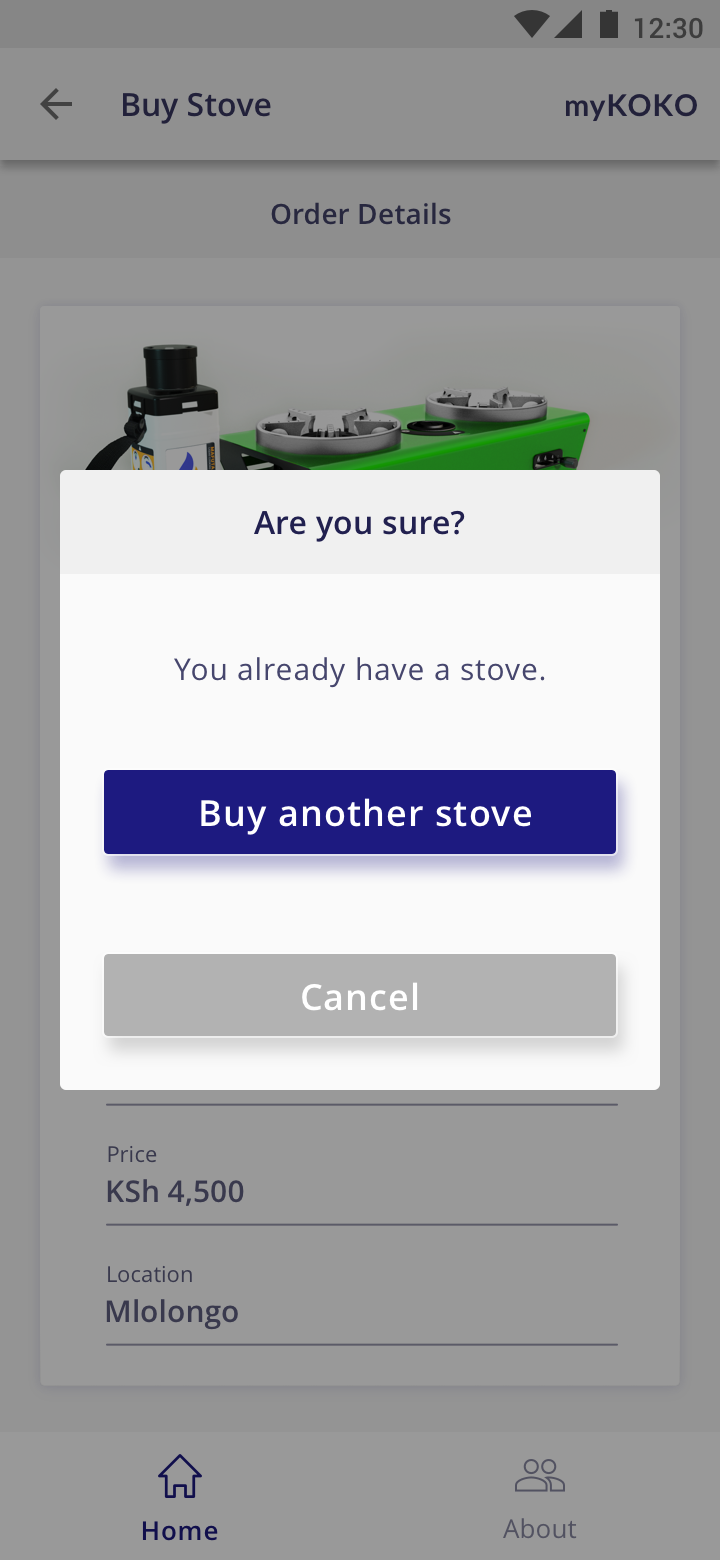 12:30
Buy Stove
myKOKO
Order Details
Are you sure?
You already have a stove.
Buy another stove
Cancel
Price
KSh 4,500
Location
Mlolongo
Home
About